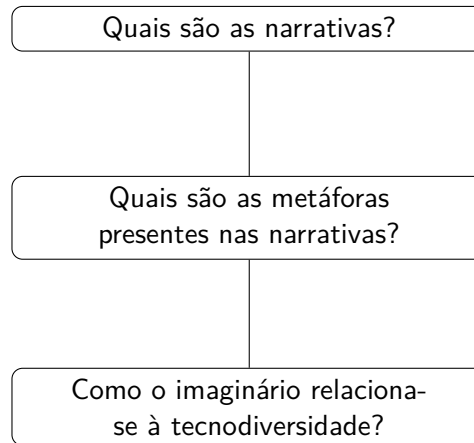 Quais são as narrativas?
Quais são as metáforas
presentes nas narrativas?
Como o imaginário relaciona-
se à tecnodiversidade?